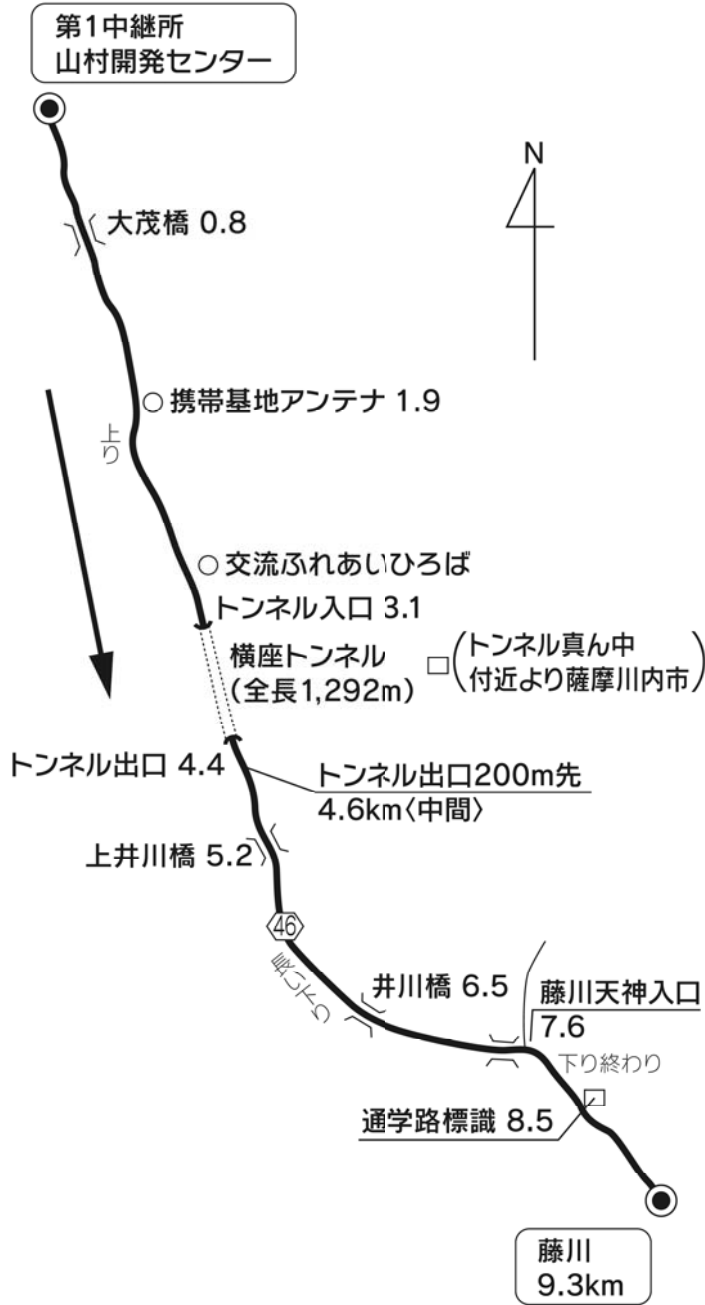 第1中継所
山村開発センター
N
大茂橋 0.8
携帯基地アンテナ 1.9
上り
交流ふれあいひろば
トンネル入口 3.1
横座トンネル
(全長1,292m)
(トンネル真ん中
付近より薩摩川内市)
トンネル出口 4.4
トンネル出口200m先
4.6km〈中間〉
上井川橋 5.2
46
長い下り
井川橋 6.5
藤川天神入口
7.6
下り終わり
通学路標識 8.5
藤川
9.3km